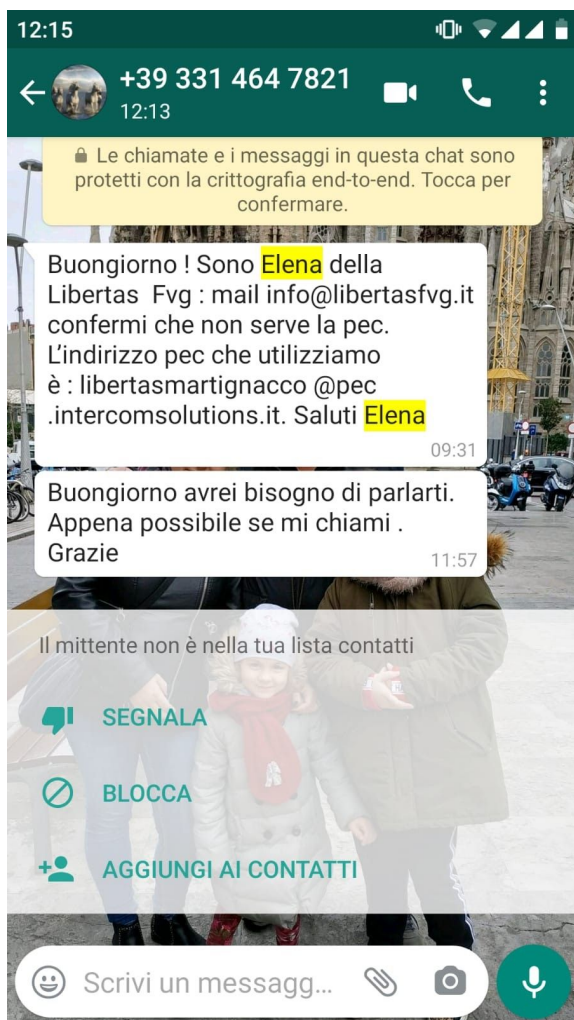 12:15
+39 331 464 7821
12:13
Le chiamate e i messaggi in questa chat sono
protetti con la crittografia end-to-end. Tocca per
confermare.
Buongiorno ! Sono Elena della
Libertas  Fvg : mail info@libertasfvg.it
confermi che non serve la pec.
L’indirizzo pec che utilizziamo
è : libertasmartignacco @pec
.intercomsolutions.it. Saluti Elena
09:31
Buongiorno avrei bisogno di parlarti.
Appena possibile se mi chiami .
Grazie
11:57
Il mittente non è nella tua lista contatti
SEGNALA
BLOCCA
AGGIUNGI AI CONTATTI
Scrivi un messagg...